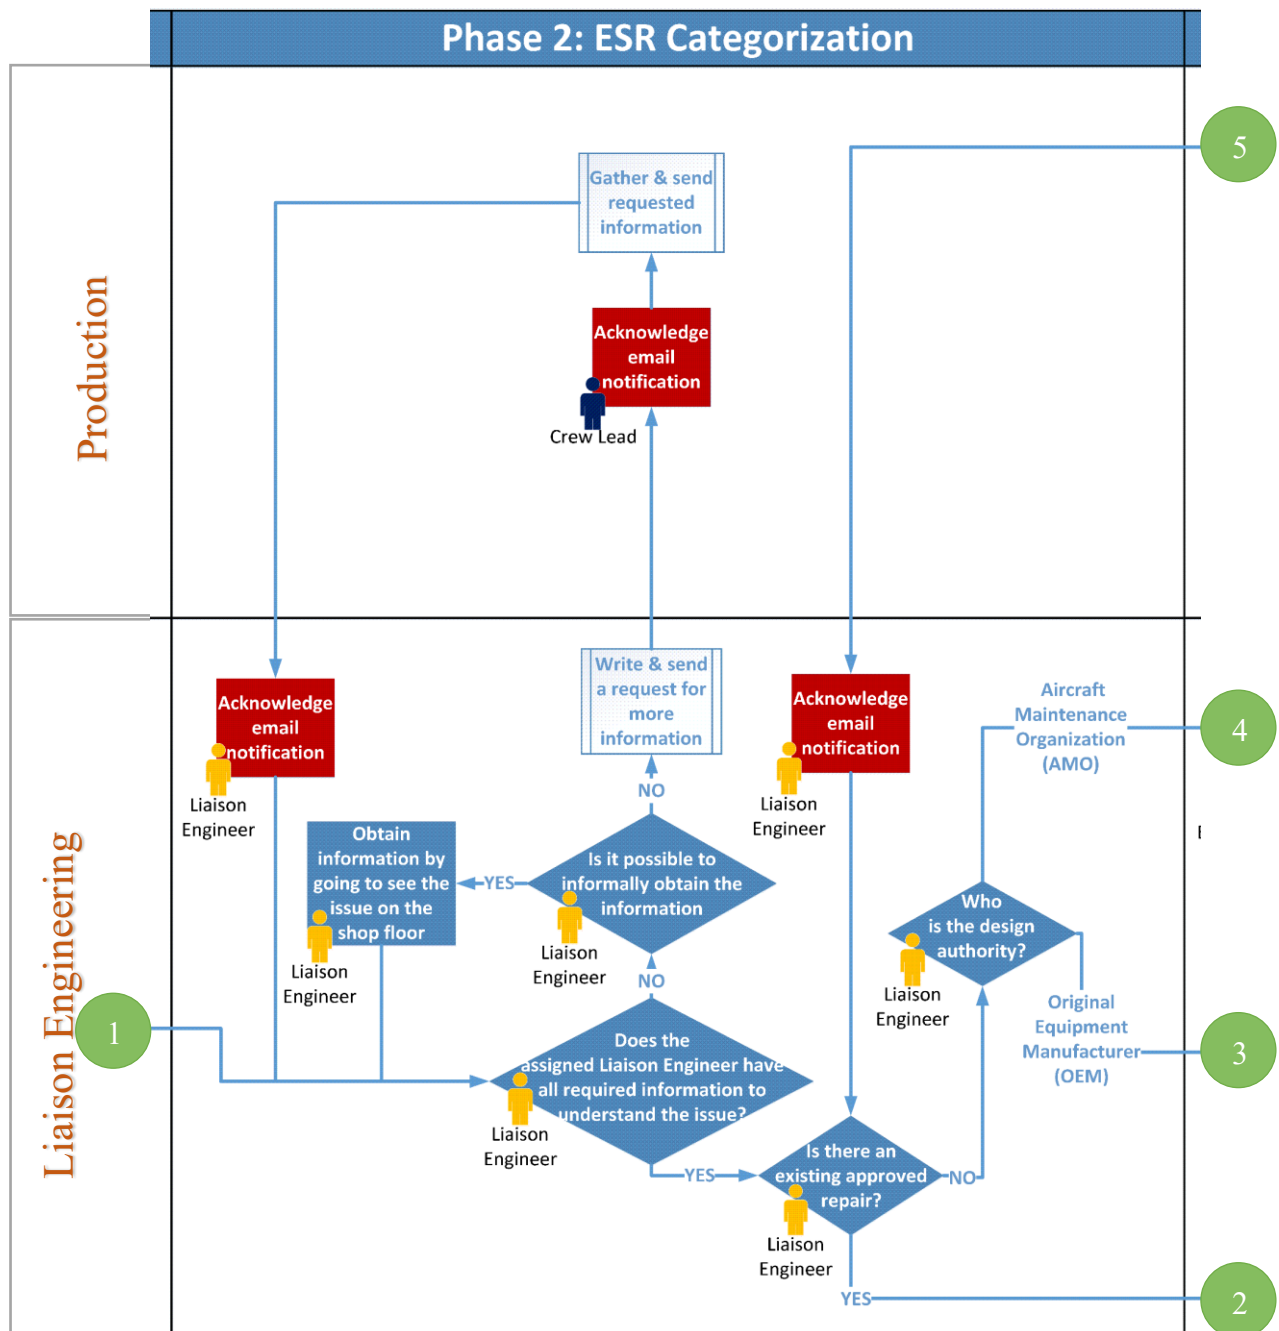 Phase 2: ESR Categorization
Production
Gather & send
requested
information
Acknowledge
email
notification
Crew Lead
5
Liaison Engineering
Acknowledge
email
notification
Liaison
Engineer
Write & send
a request for
more
information
Acknowledge
email
notification
Liaison
Engineer
Aircraft
Maintenance
Organization
(AMO)
4
NO
Obtain
information by
going to see the
issue on the
shop floor
Liaison
Engineer
YES
Is it possible to
informally obtain the
information
Liaison
Engineer
Who
is the design
authority?
Liaison
Engineer
NO
1
Does the
assigned Liaison Engineer have
all required information to
understand the issue?
Liaison
Engineer
Original
Equipment
Manufacturer
(OEM)
3
YES
Is there an
existing approved
repair?
Liaison
Engineer
NO
YES
2